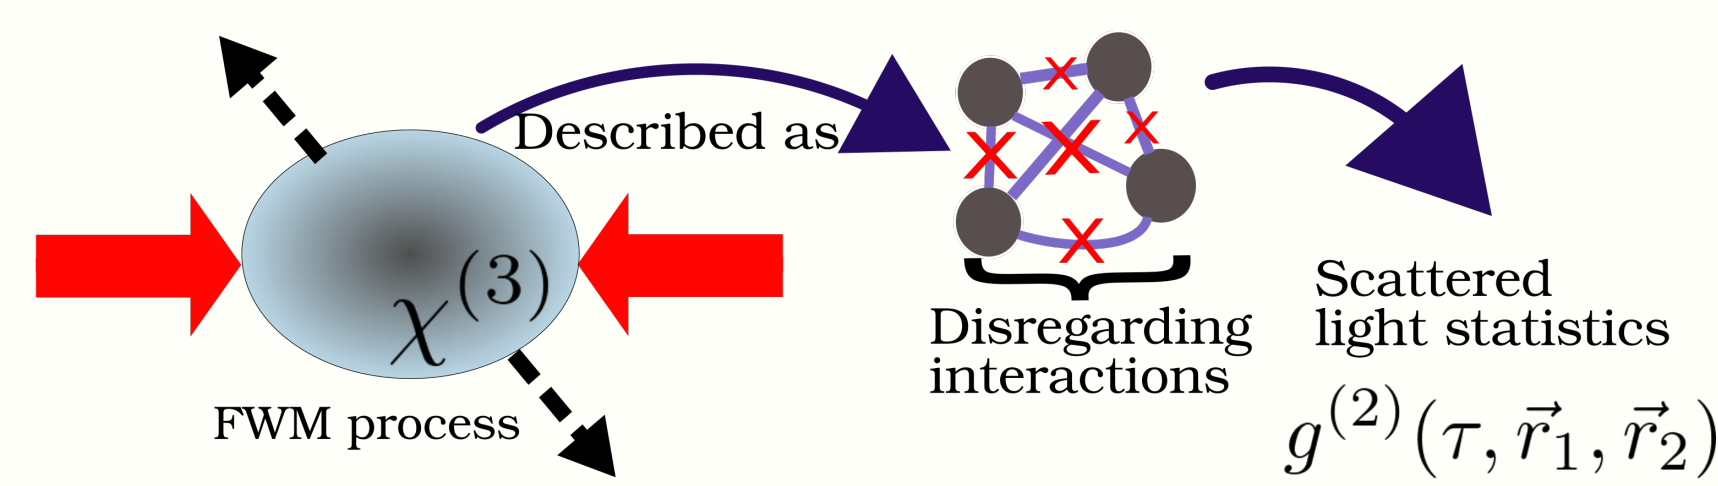 Described as
χ(3)
FWM process
Disregarding
interactions
Scattered
light statistics
g(2)(τ, r⃗1, r⃗2)